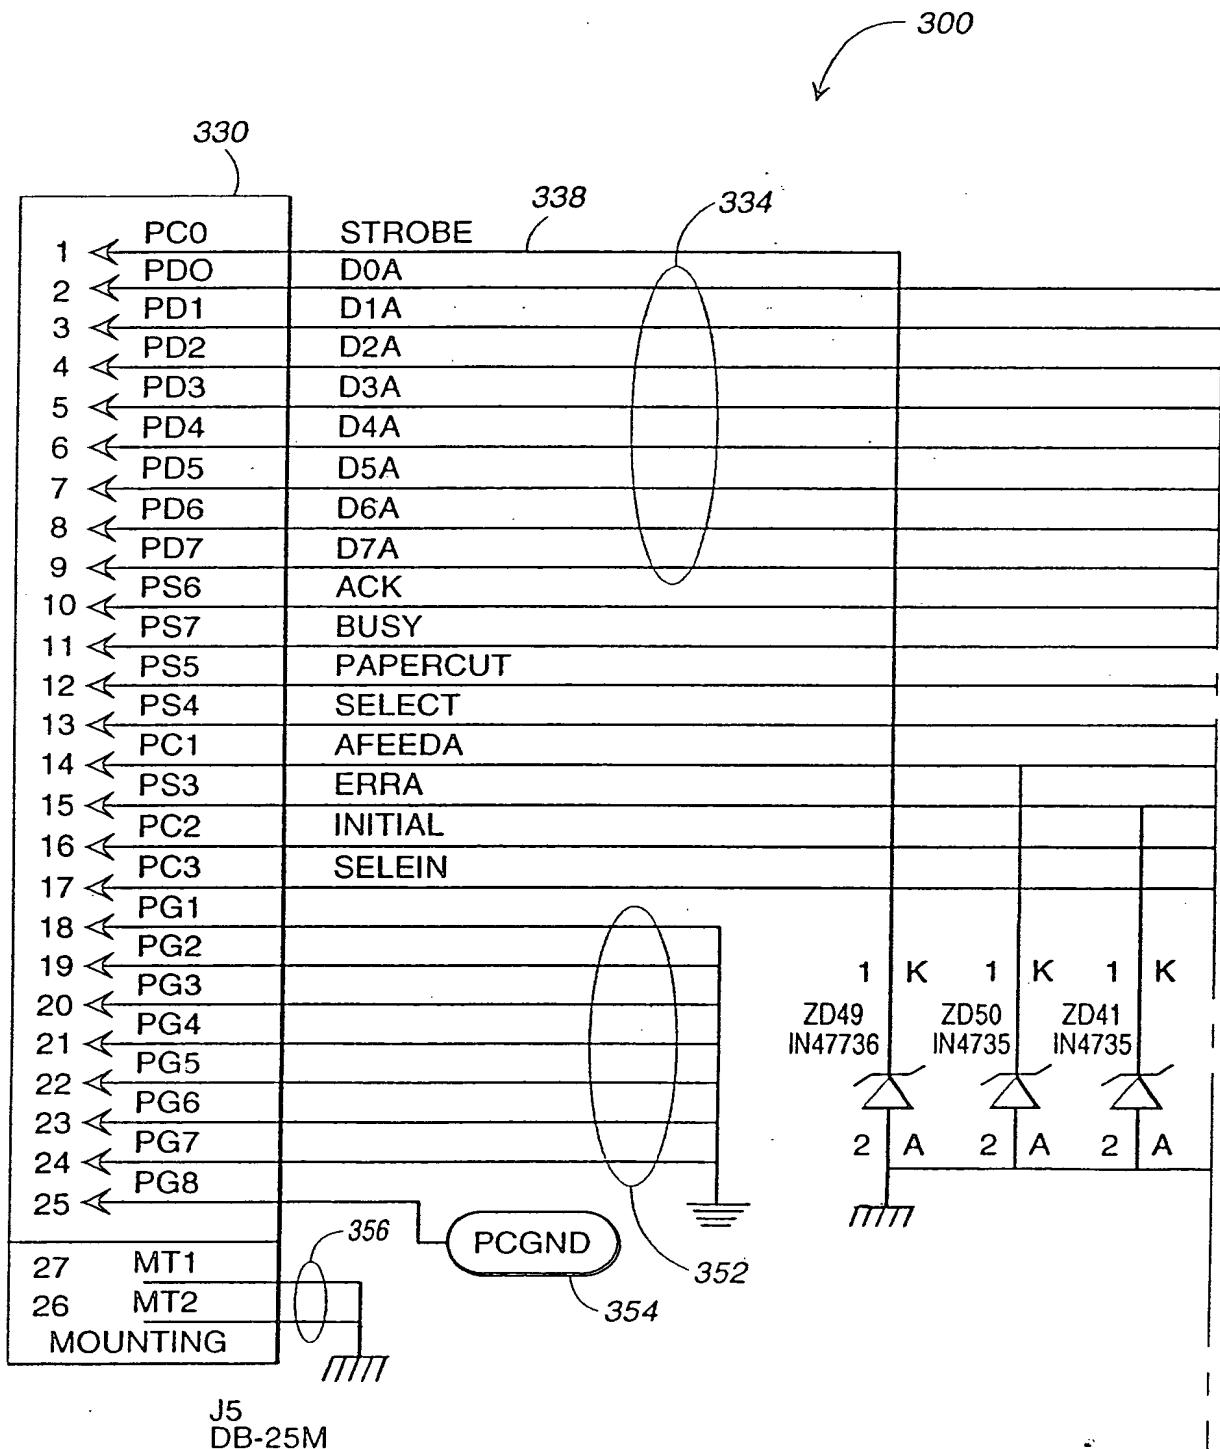 300
330
338
334
1 PC0 STROBE
2 PDO D0A
3 PD1 D1A
4 PD2 D2A
5 PD3 D3A
6 PD4 D4A
7 PD5 D5A
8 PD6 D6A
9 PD7 D7A
10 PS6 ACK
11 PS7 BUSY
12 PS5 PAPERCUT
13 PS4 SELECT
14 PC1 AFEEDA
15 PS3 ERRA
16 PC2 INITIAL
17 PC3 SELEIN
18 PG1
19 PG2
20 PG3
21 PG4
22 PG5
23 PG6
24 PG7
25 PG8
1 K 1 K 1 K
ZD49 ZD50 ZD41
IN47736 IN4735 IN4735
2 A 2 A 2 A
PCGND
356
352
354
27 MT1
26 MT2
MOUNTING
J5
DB-25M